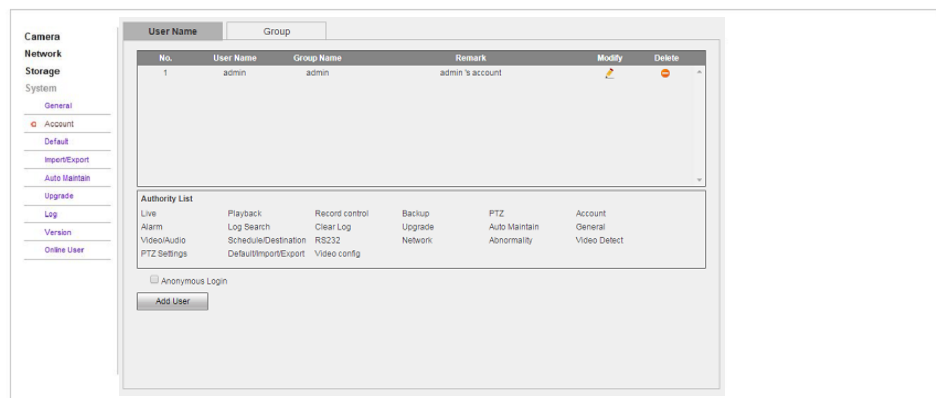 Camera
Network
Storage
System
General
Account
Default
Import/Export
Auto Maintain
Upgrade
Log
Version
Online User
User Name Group
No. User Name Group Name Remark Modify Delete
1 admin admin admin 's account
Authority List
Live Playback Record control Backup PTZ Account
Alarm Log Search Clear Log Upgrade Auto Maintain General
Video/Audio Schedule/Destination RS232 Network Abnormality Video Detect
PTZ Settings Default/Import/Export Video config
Anonymous Login
Add User